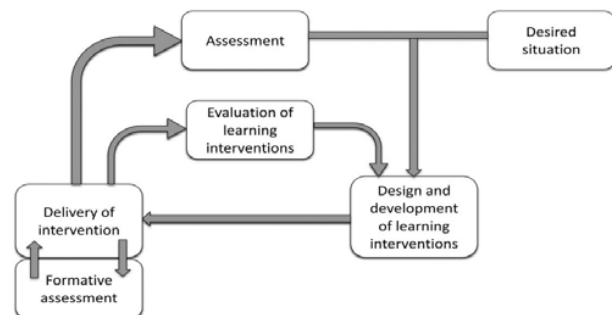 Assessment
Desired
situation
Evaluation of
learning
interventions
Delivery of
intervention
Design and
development
of learning
interventions
Formative
assessment